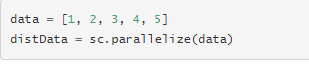 data = [1, 2, 3, 4, 5]
distData = sc.parallelize(data)